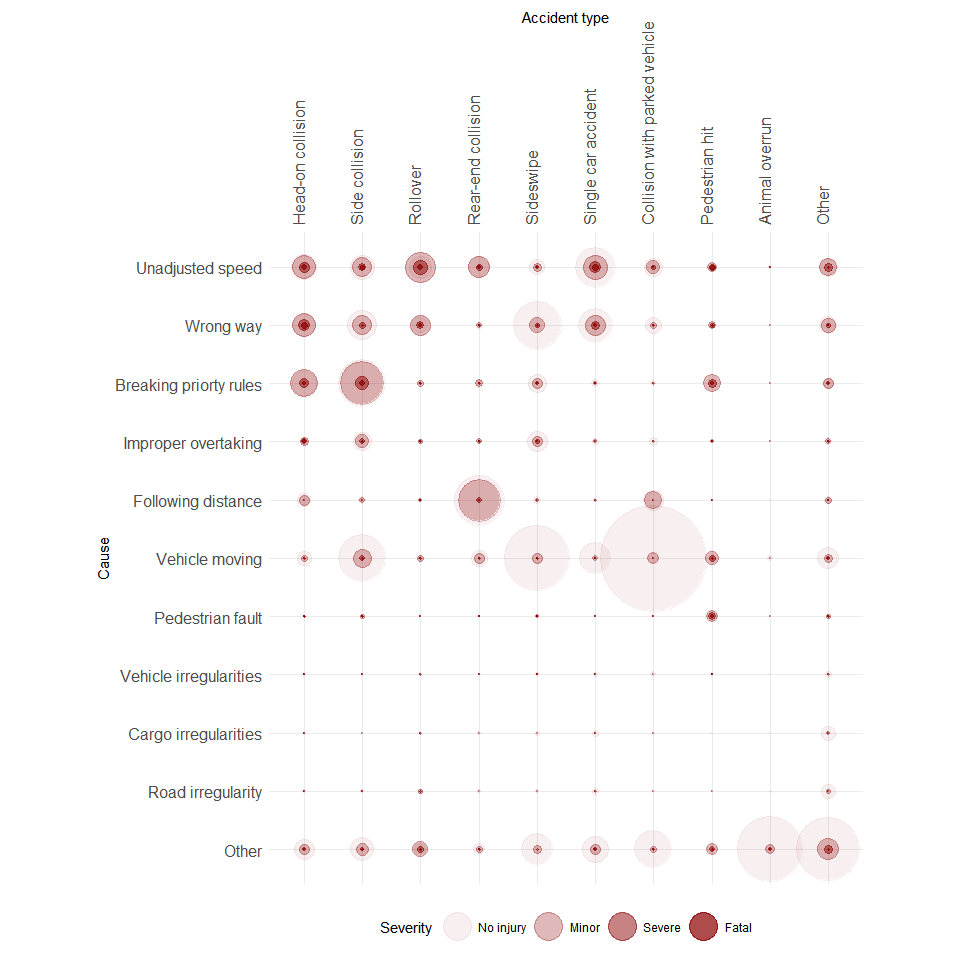 Accident type
Head-on collision
Side collision
Rollover
Rear-end collision
Sideswipe
Single car accident
Collision with parked vehicle
Pedestrian hit
Animal overrun
Other
Cause
Unadjusted speed
Wrong way
Breaking priorty rules
Improper overtaking
Following distance
Vehicle moving
Pedestrian fault
Vehicle irregularities
Cargo irregularities
Road irregularity
Other
Severity No injury Minor Severe Fatal